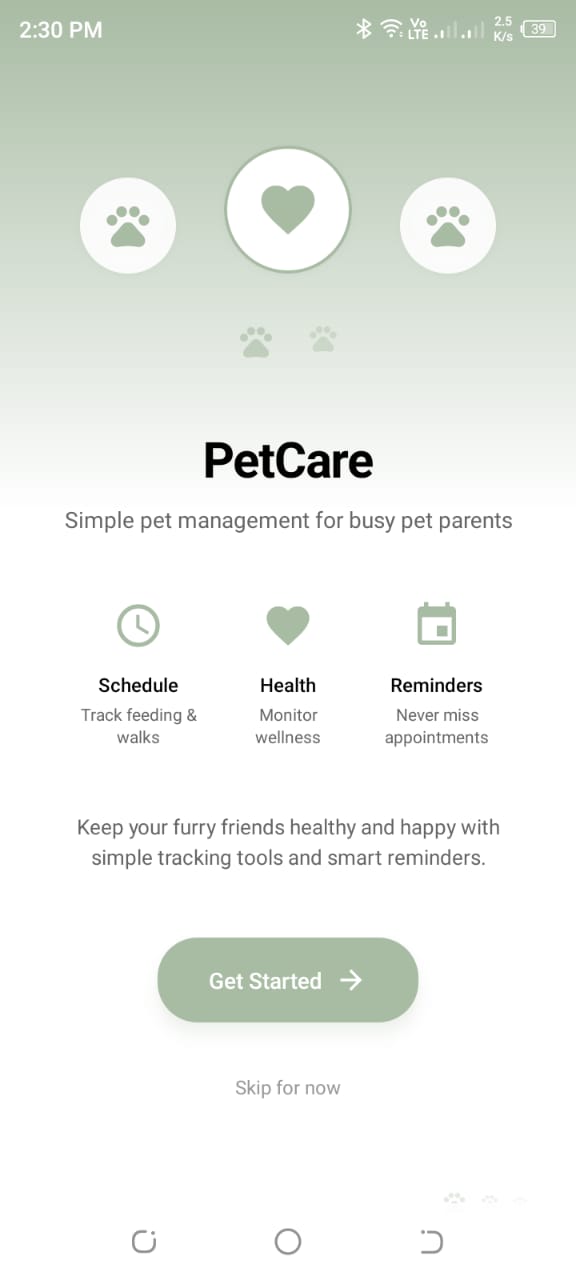 2:30 PM
Vo
LTE
2.5
K/s
39
PetCare
Simple pet management for busy pet parents
Schedule
Health
Reminders
Track feeding &
walks
Monitor
wellness
Never miss
appointments
Keep your furry friends healthy and happy with
simple tracking tools and smart reminders.
Get Started
Skip for now